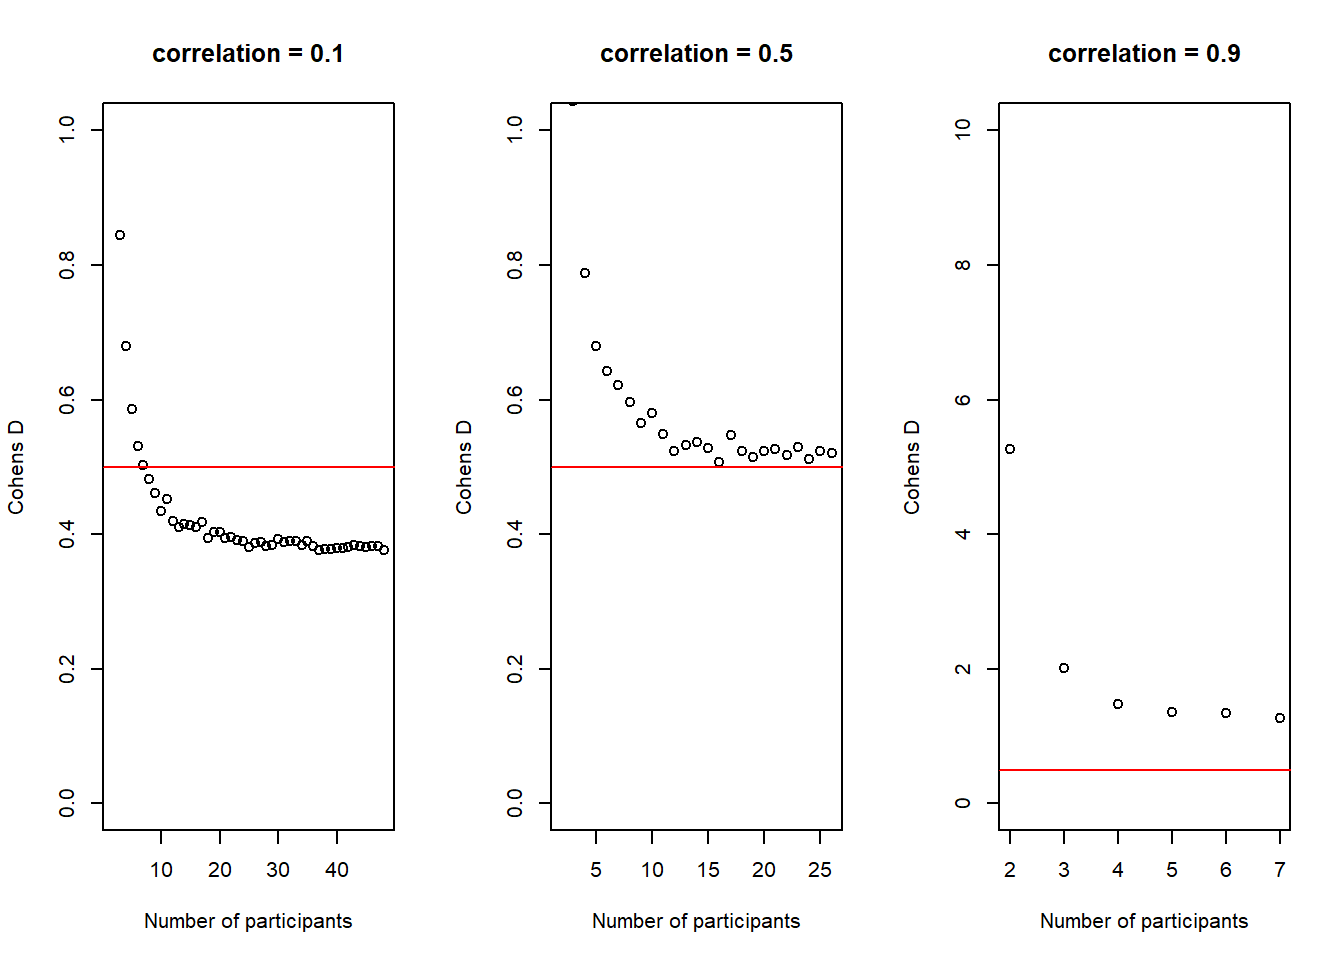 correlation = 0.1
Cohens D
1.0
0.8
0.6
0.4
0.2
0.0
10 20 30 40
Number of participants
correlation = 0.5
Cohens D
1.0
0.8
0.6
0.4
0.2
0.0
5 10 15 20 25
Number of participants
correlation = 0.9
Cohens D
10
8
6
4
2
0
2 3 4 5 6 7
Number of participants